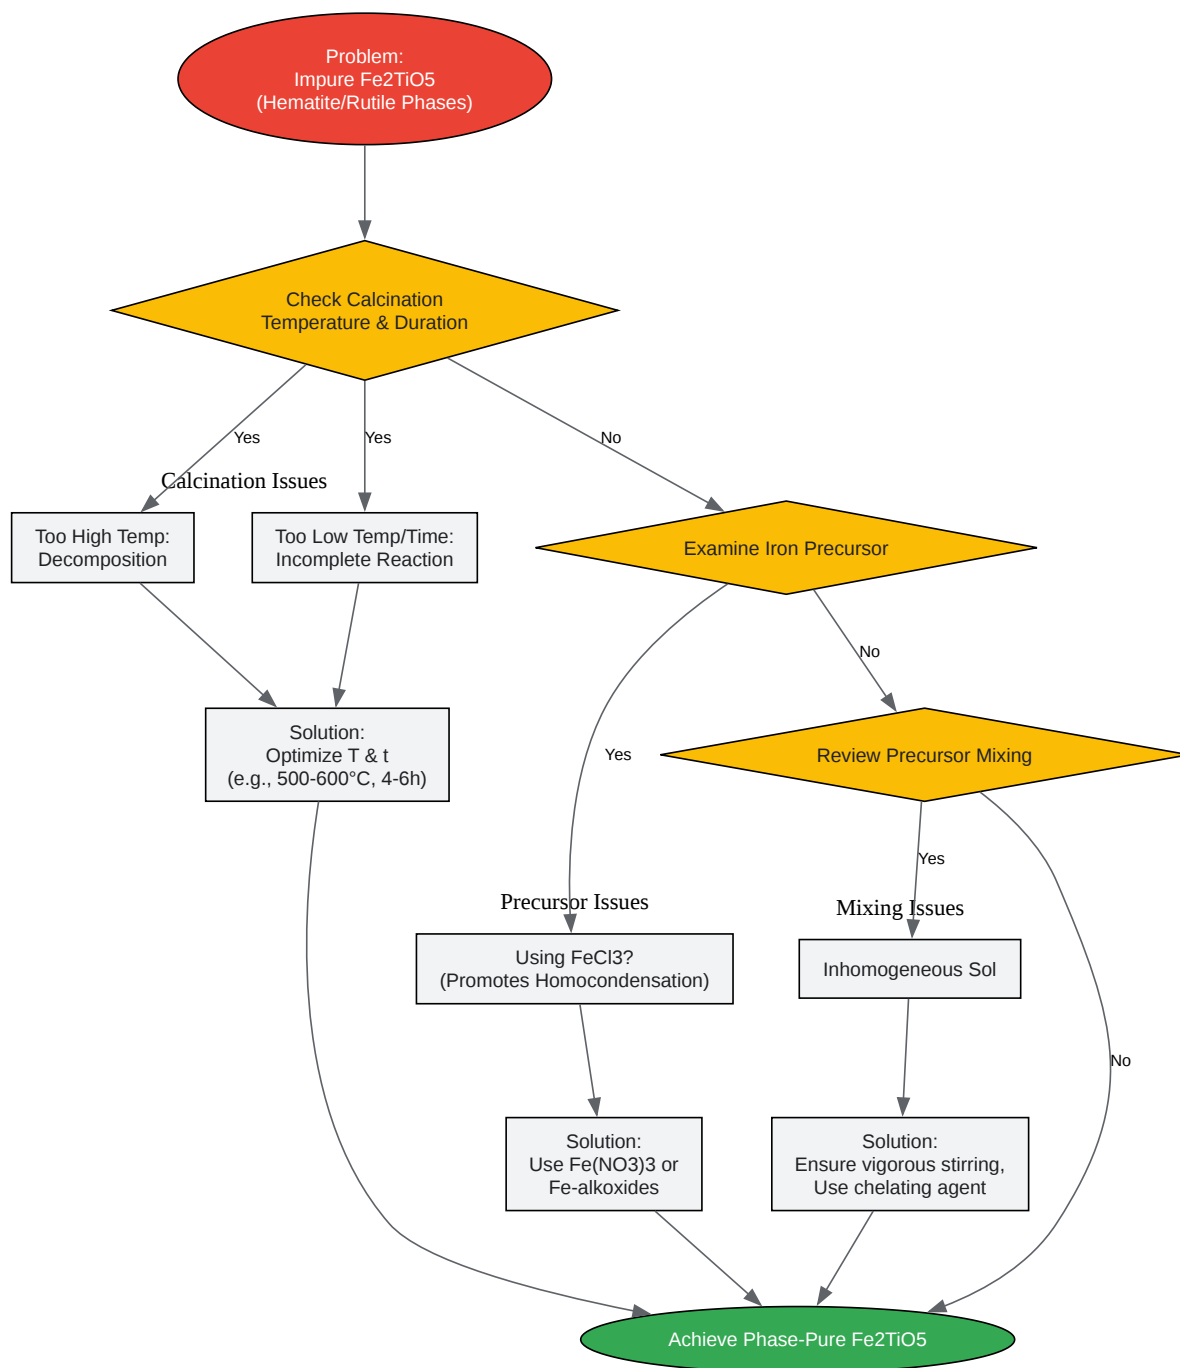 Problem:
Impure Fe2TiO5
(Hematite/Rutile Phases)
Check Calcination
Temperature & Duration
Yes
Yes
No
Calcination Issues
Too High Temp:
Decomposition
Too Low Temp/Time:
Incomplete Reaction
Examine Iron Precursor
No
Solution:
Optimize T & t
(e.g., 500-600°C, 4-6h)
Yes
Review Precursor Mixing
Yes
Precursor Issues
Mixing Issues
Using FeCl3?
(Promotes Homocondensation)
Inhomogeneous Sol
No
Solution:
Use Fe(NO3)3 or
Fe-alkoxides
Solution:
Ensure vigorous stirring,
Use chelating agent
Achieve Phase-Pure Fe2TiO5